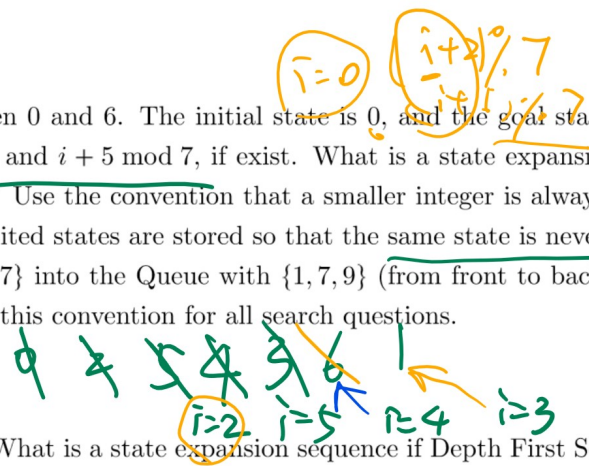 i=0 (i+2)% 7
i+5)% 7
en 0 and 6. The initial state is 0, and the goal sta
and i + 5 mod 7, if exist. What is a state expansi
Use the convention that a smaller integer is alway
ited states are stored so that the same state is neve
7} into the Queue with {1, 7, 9} (from front to bac
this convention for all search questions.
0 2 5 4 3 6 1
i=2 i=5 i=4 i=3
What is a state expansion sequence if Depth First S